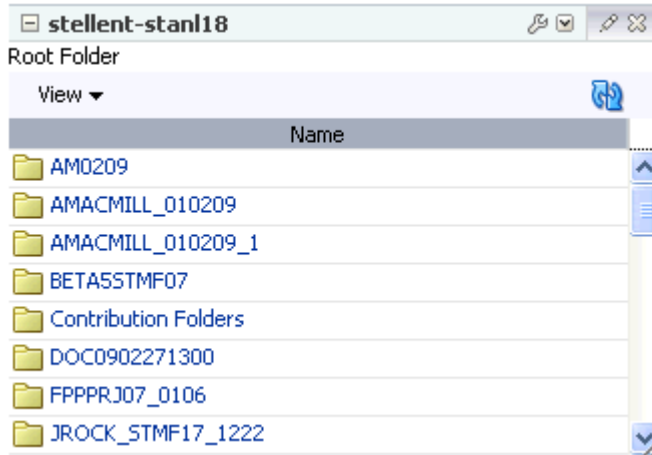 stellent-stanl18
Root Folder
View
Name
AM0209
AMACMILL_010209
AMACMILL_010209_1
BETA5STMF07
Contribution Folders
DOC0902271300
FPPPRJ07_0106
JROCK_STMF17_1222